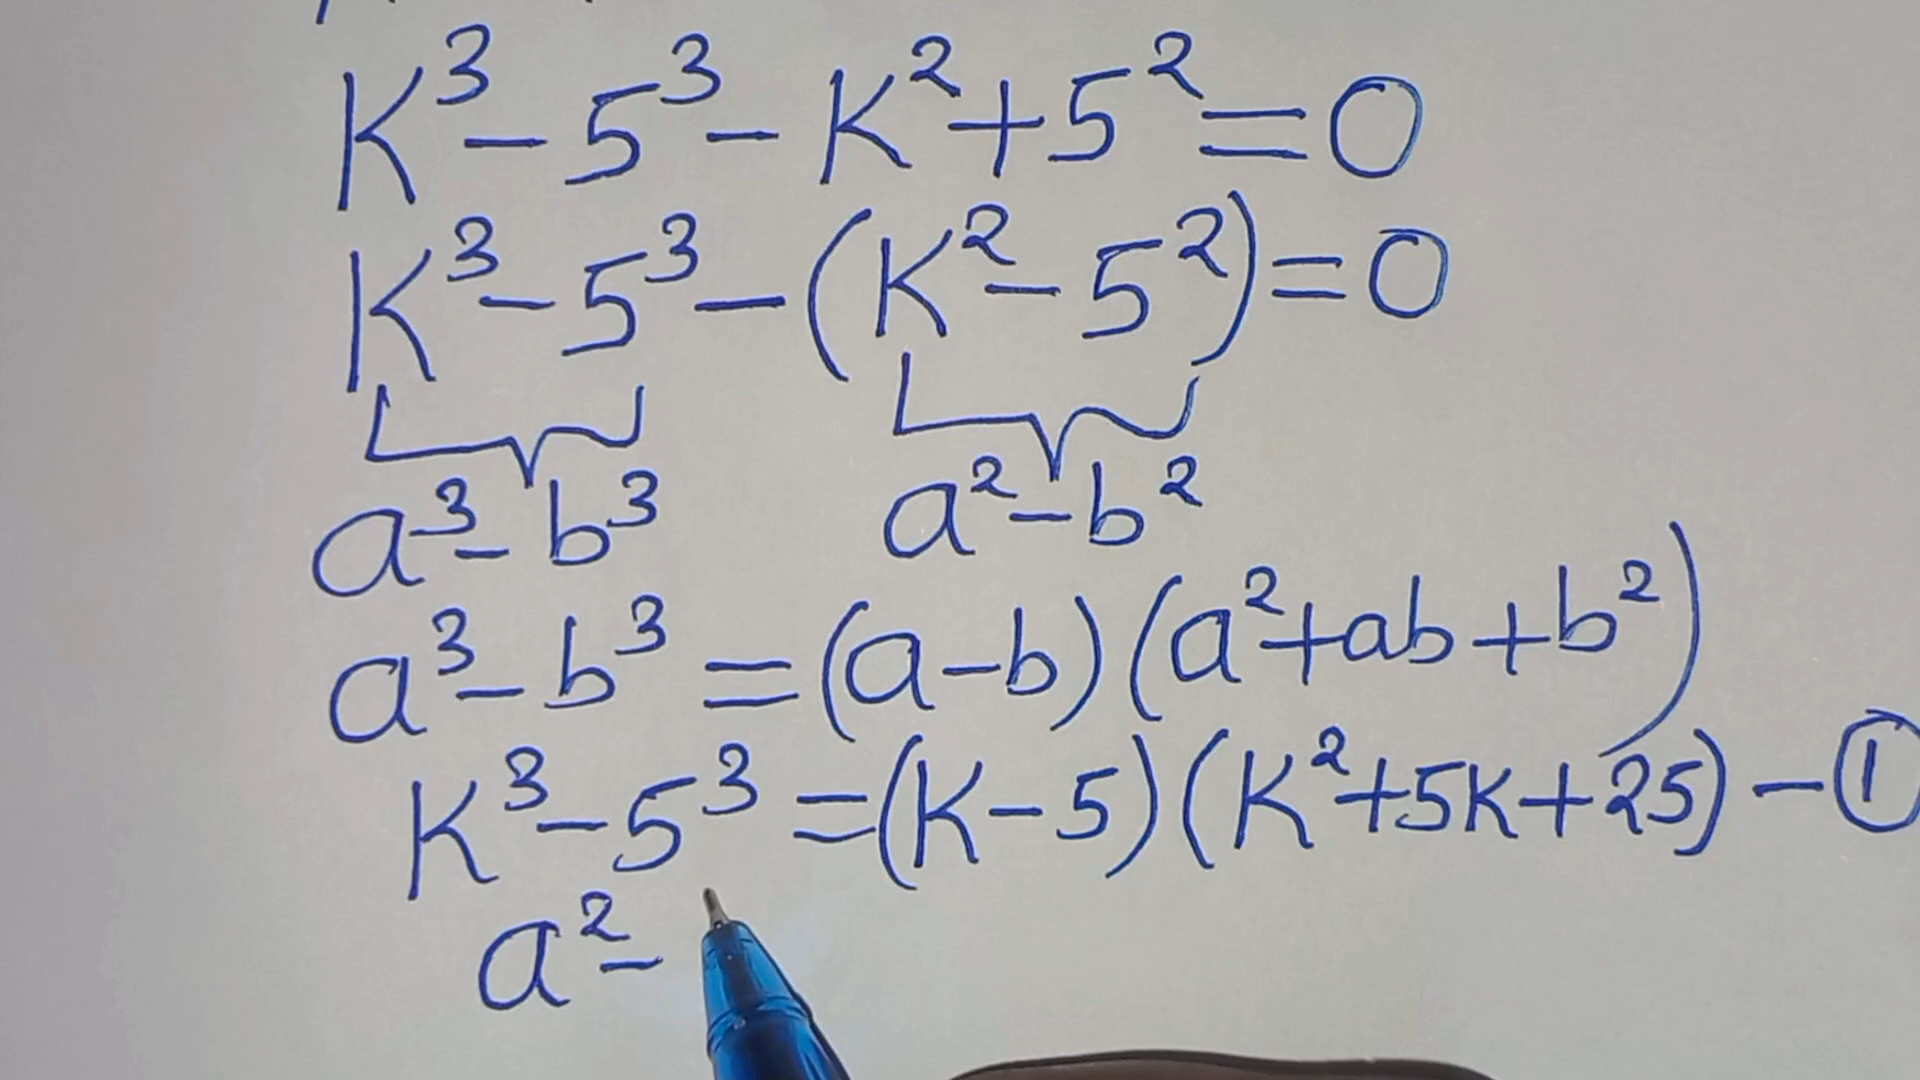 K³ - 5³ - K² + 5² = 0
K³ - 5³ - (K² - 5²) = 0
a³ - b³ a² - b²
a³ - b³ = (a - b)(a² + ab + b²)
K³ - 5³ = (K - 5)(K² + 5K + 25) - ①
a² -